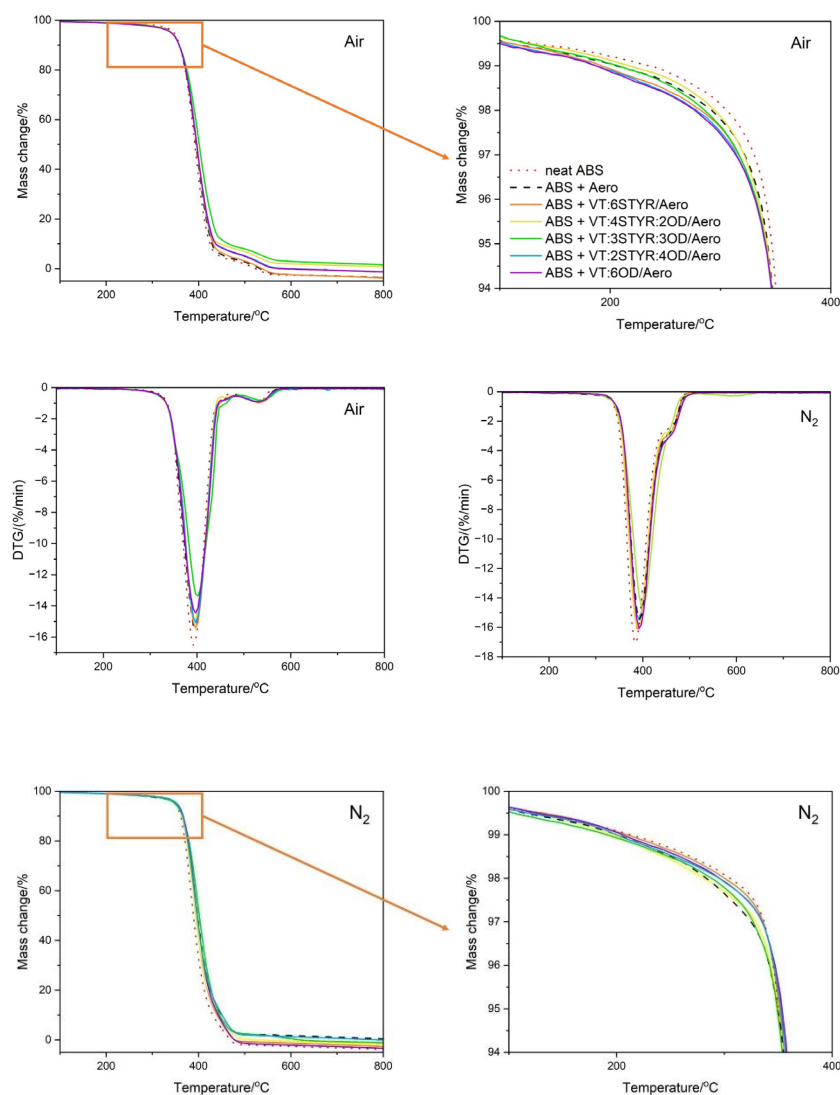 Air
100
80
60
40
20
0
200
400
600
800
Mass change/%
Temperature/°C
Air
100
99
98
97
96
95
94
200
400
Mass change/%
Temperature/°C
neat ABS
ABS + Aero
ABS + VT:6STYR/Aero
ABS + VT:4STYR:2OD/Aero
ABS + VT:3STYR:3OD/Aero
ABS + VT:2STYR:4OD/Aero
ABS + VT:6OD/Aero
Air
0
−2
−4
−6
−8
−10
−12
−14
−16
200
400
600
800
DTG/(%/min)
Temperature/°C
N₂
0
−2
−4
−6
−8
−10
−12
−14
−16
−18
200
400
600
800
DTG/(%/min)
Temperature/°C
N₂
100
80
60
40
20
0
200
400
600
800
Mass change/%
Temperature/°C
N₂
100
99
98
97
96
95
94
200
400
Mass change/%
Temperature/°C